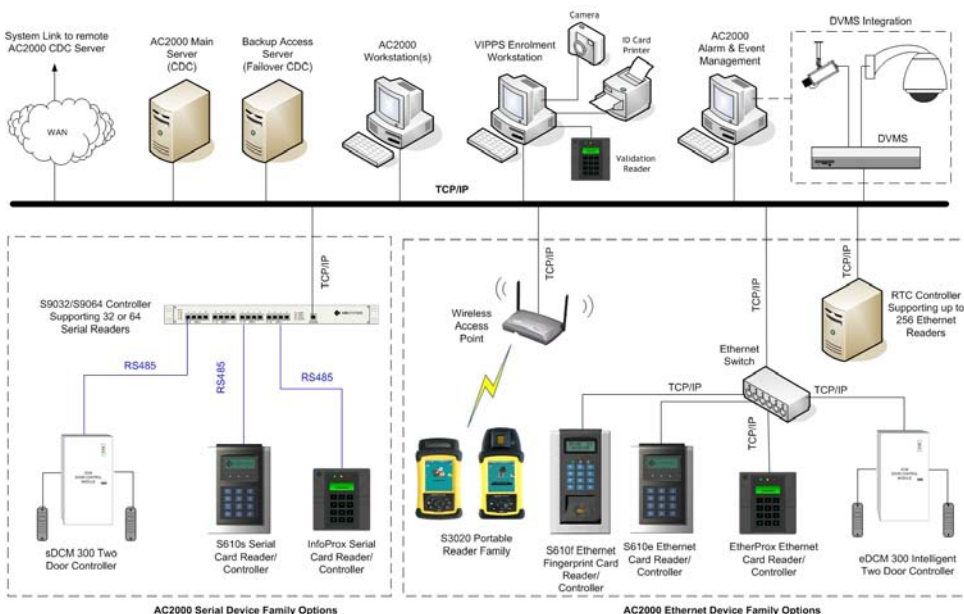 System Link to remote
AC2000 CDC Server
AC2000 Main
Server
(CDC)
Backup Access
Server
(Failover CDC)
AC2000
Workstation(s)
VIPPS Enrolment
Workstation
Camera
ID Card
Printer
AC2000
Alarm & Event
Management
DVMS Integration
WAN
DVMS
Validation
Reader
TCP/IP
TCP/IP
TCP/IP
TCP/IP
TCP/IP
S9032/S9064 Controller
Supporting 32 or 64
Serial Readers
Wireless
Access
Point
RTC Controller
Supporting up to
256 Ethernet
Readers
Ethernet
Switch
RS485
RS485
RS485
TCP/IP
TCP/IP
TCP/IP
sDCM 300 Two
Door Controller
S610s Serial
Card Reader/
Controller
InfoProx Serial
Card Reader/
Controller
S3020 Portable
Reader Family
S610f Ethernet
Fingerprint Card
Reader/
Controller
S610e Ethernet
Card Reader/
Controller
EtherProx Ethernet
Card Reader/
Controller
eDCM 300 Intelligent
Two Door Controller
AC2000 Serial Device Family Options
AC2000 Ethernet Device Family Options